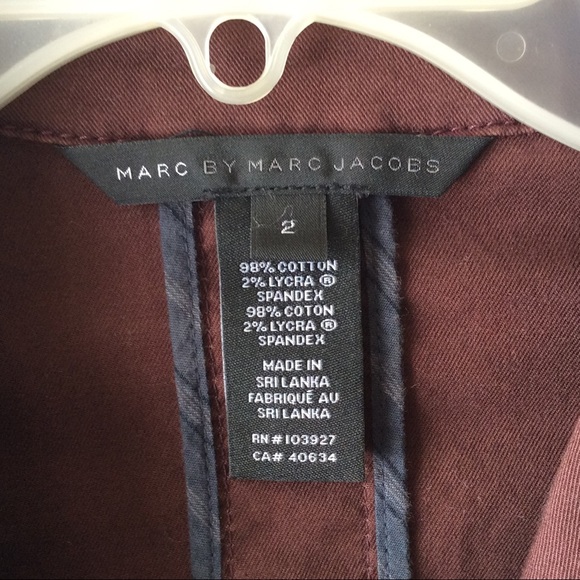 MARC BY MARC JACOBS
2
98% COTTON
2% LYCRA ®
SPANDEX
98% COTON
2% LYCRA ®
SPANDEX
MADE IN
SRI LANKA
FABRIQUÉ AU
SRI LANKA
RN # 103927
CA# 40634